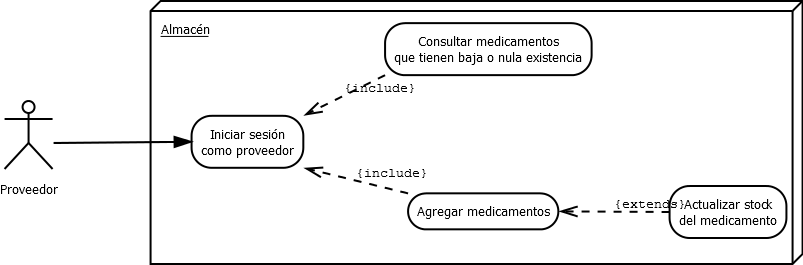 Almacén
Consultar medicamentos
que tienen baja o nula existencia
{include}
Iniciar sesión
como proveedor
{include}
Proveedor
Agregar medicamentos
{extends}
Actualizar stock
del medicamento